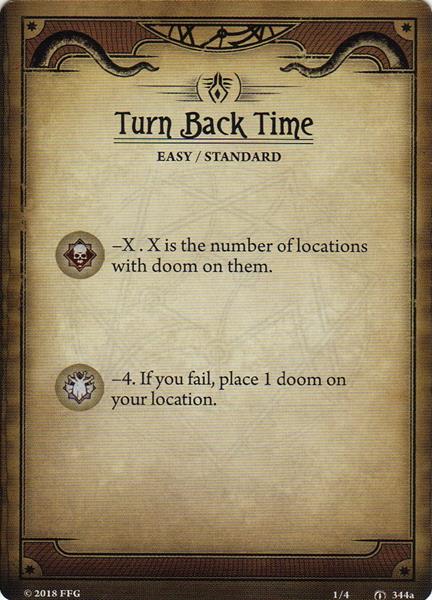 Turn Back Time
EASY / STANDARD
–X . X is the number of locations
with doom on them.
–4. If you fail, place 1 doom on
your location.
© 2018 FFG
1/4
344a